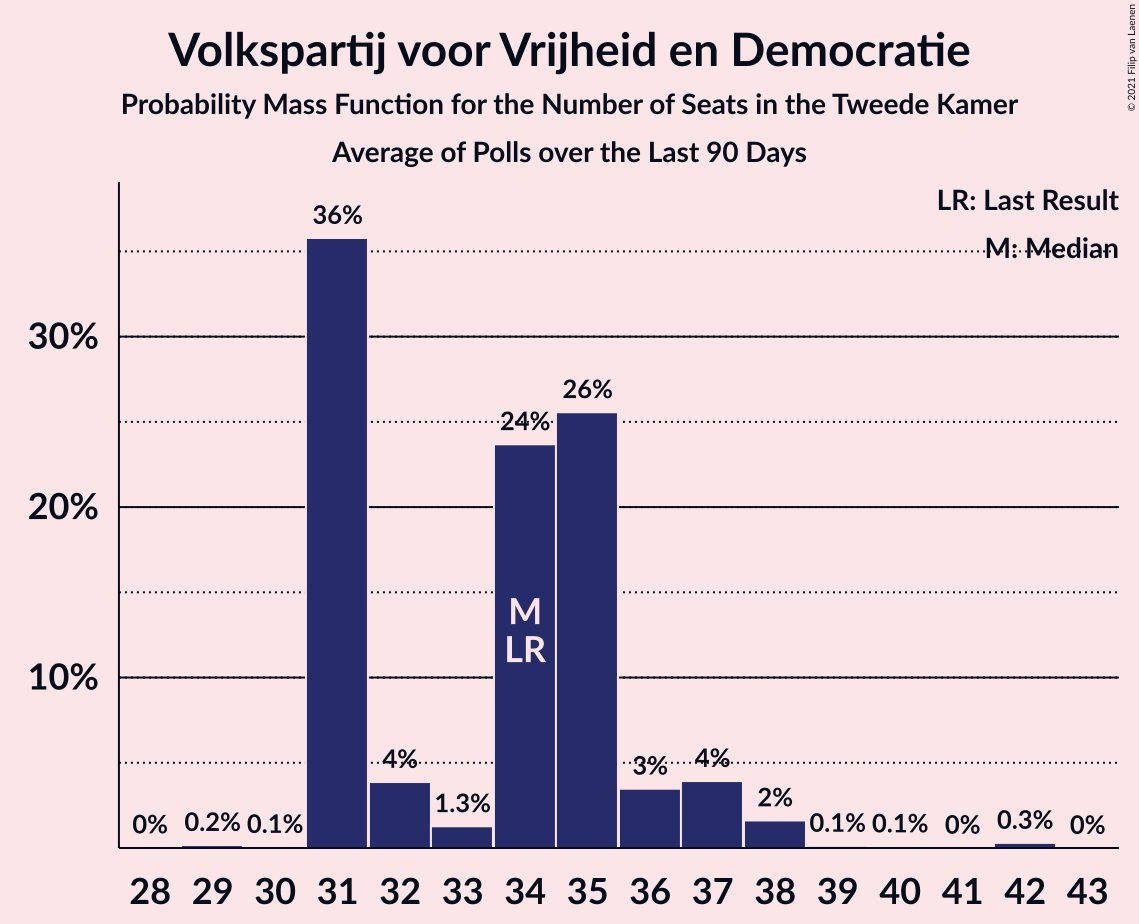 Volkspartij voor Vrijheid en Democratie
Probability Mass Function for the Number of Seats in the Tweede Kamer
Average of Polls over the Last 90 Days
© 2021 Filip van Laenen
LR: Last Result
M: Median
30%
20%
10%
0%
0.2%
0.1%
36%
4%
1.3%
24%
26%
3%
4%
2%
0.1%
0.1%
0%
0.3%
0%
M
LR
28 29 30 31 32 33 34 35 36 37 38 39 40 41 42 43